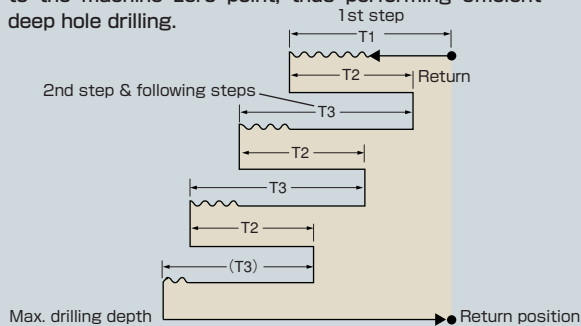 to the machine zero point, thus performing efficient
deep hole drilling.
1st step
T1
T2
Return
2nd step & following steps
T3
T2
T3
T2
(T3)
Max. drilling depth
Return position